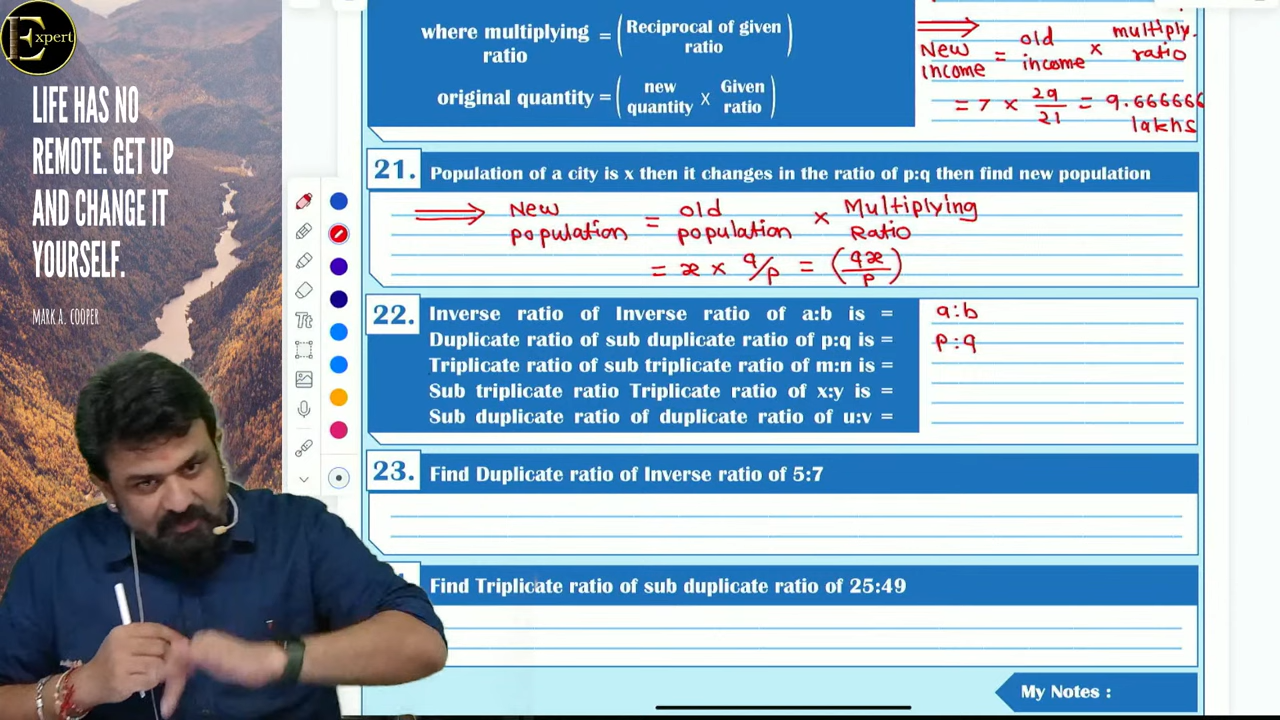 Expert
LIFE HAS NO
REMOTE. GET UP
AND CHANGE IT
YOURSELF.
MARK A. COOPER
where multiplying ratio = (Reciprocal of given ratio)
original quantity = (new quantity × Given ratio)
New income = old income × multiply. ratio
= 7 × 29/21 = 9.666666 lakhs
21. Population of a city is x then it changes in the ratio of p:q then find new population
New population = old population × Multiplying Ratio
= x × q/p = (qx/p)
22. Inverse ratio of Inverse ratio of a:b is = a:b
Duplicate ratio of sub duplicate ratio of p:q is = p:q
Triplicate ratio of sub triplicate ratio of m:n is =
Sub triplicate ratio Triplicate ratio of x:y is =
Sub duplicate ratio of duplicate ratio of u:v =
23. Find Duplicate ratio of Inverse ratio of 5:7
Find Triplicate ratio of sub duplicate ratio of 25:49
My Notes :
Tt